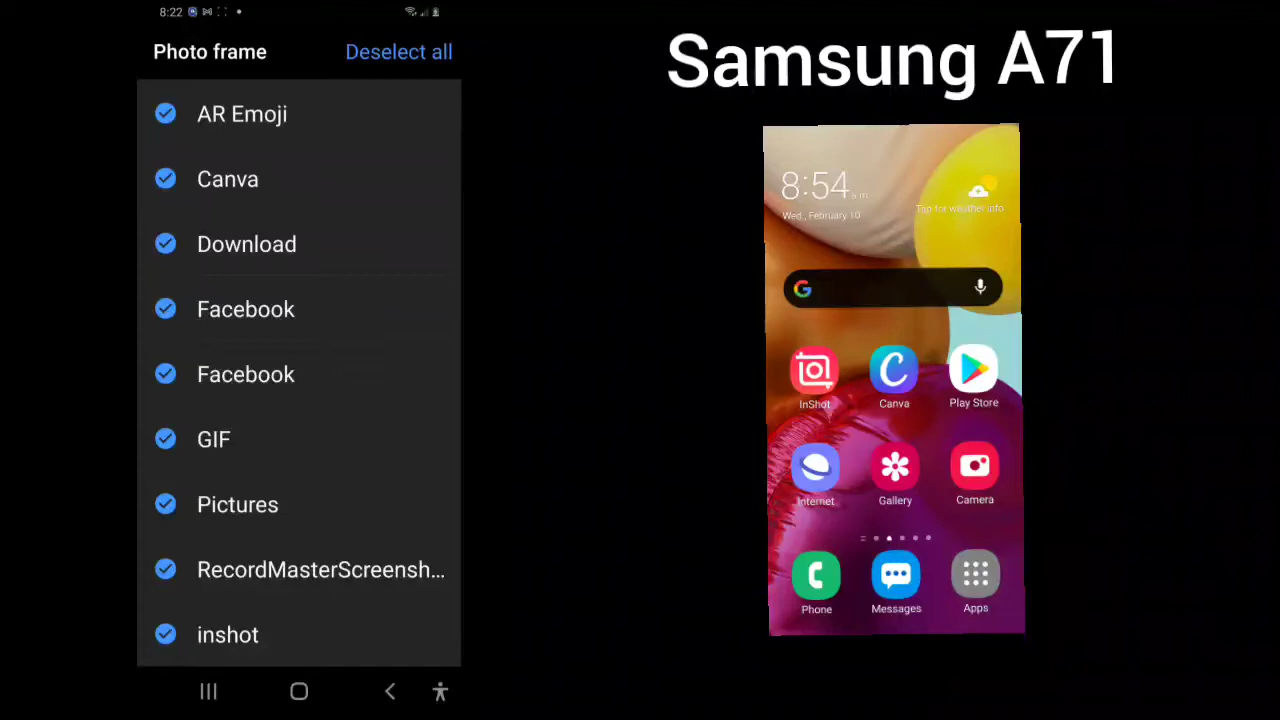 8:22
Photo frame
Deselect all
AR Emoji
Canva
Download
Facebook
Facebook
GIF
Pictures
RecordMasterScreensh...
inshot
Samsung A71
8:54 a.m.
Wed., February 10
Tap for weather info
InShot
Canva
Play Store
Internet
Gallery
Camera
Phone
Messages
Apps